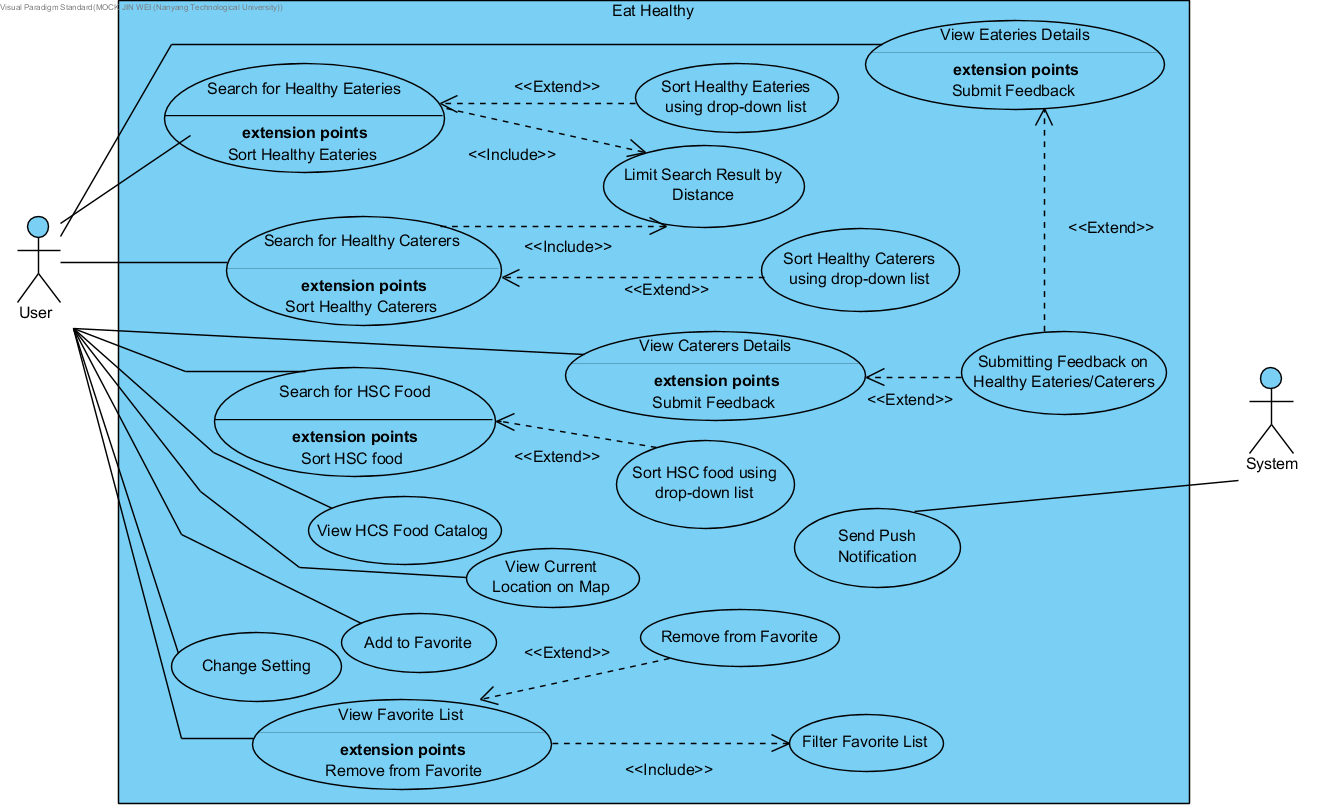 Visual Paradigm Standard(MOCK JIN WEI (Nanyang Technological University))
Eat Healthy
View Eateries Details
extension points
Submit Feedback
Search for Healthy Eateries
extension points
Sort Healthy Eateries
<<Extend>>
Sort Healthy Eateries
using drop-down list
<<Include>>
Limit Search Result by
Distance
<<Extend>>
Search for Healthy Caterers
extension points
Sort Healthy Caterers
<<Include>>
Sort Healthy Caterers
using drop-down list
<<Extend>>
User
View Caterers Details
extension points
Submit Feedback
Submitting Feedback on
Healthy Eateries/Caterers
<<Extend>>
Search for HSC Food
extension points
Sort HSC food
<<Extend>>
Sort HSC food using
drop-down list
System
View HCS Food Catalog
Send Push
Notification
View Current
Location on Map
Add to Favorite
Remove from Favorite
<<Extend>>
Change Setting
View Favorite List
extension points
Remove from Favorite
Filter Favorite List
<<Include>>